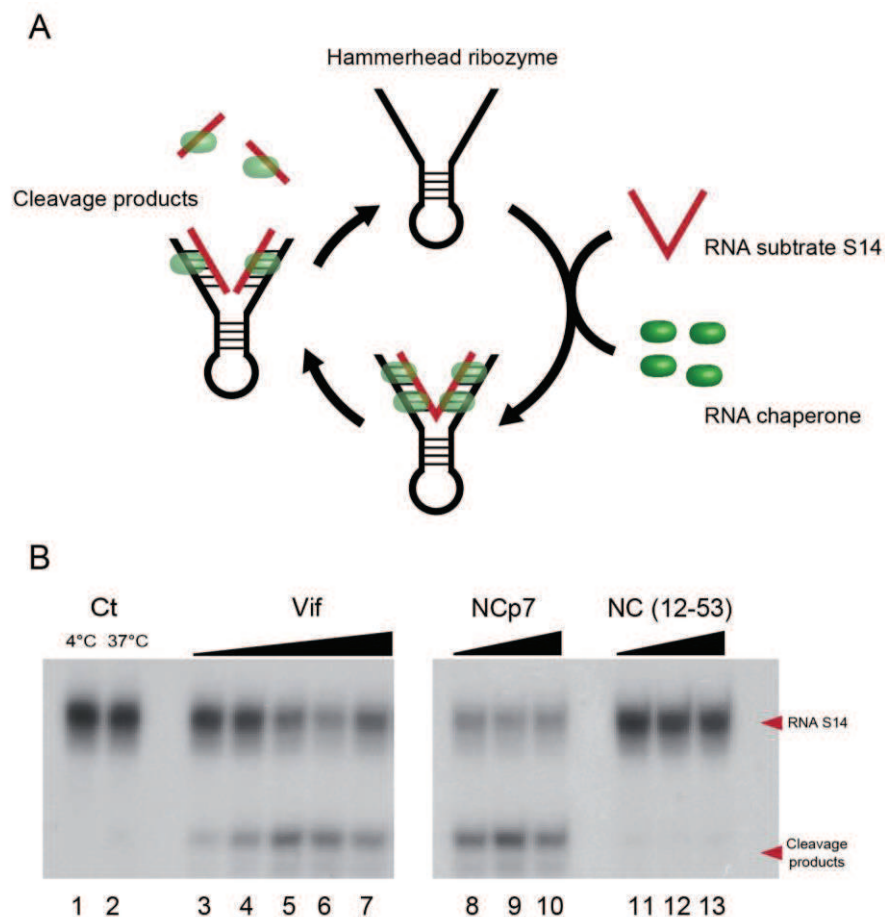 A
Hammerhead ribozyme
Cleavage products
RNA subtrate S14
RNA chaperone
B
Ct
Vif
NCp7
NC (12-53)
4°C 37°C
RNA S14
Cleavage
products
1 2 3 4 5 6 7 8 9 10 11 12 13